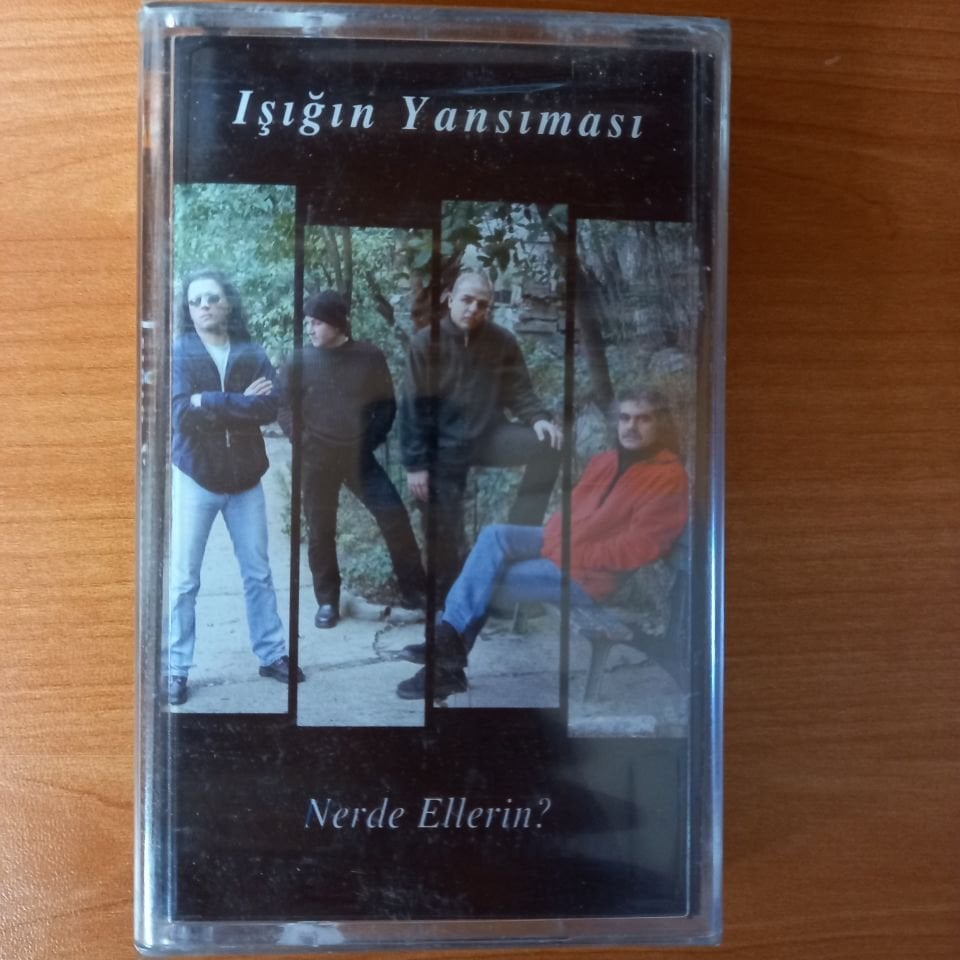 Işığın Yansıması
Nerde Ellerin?